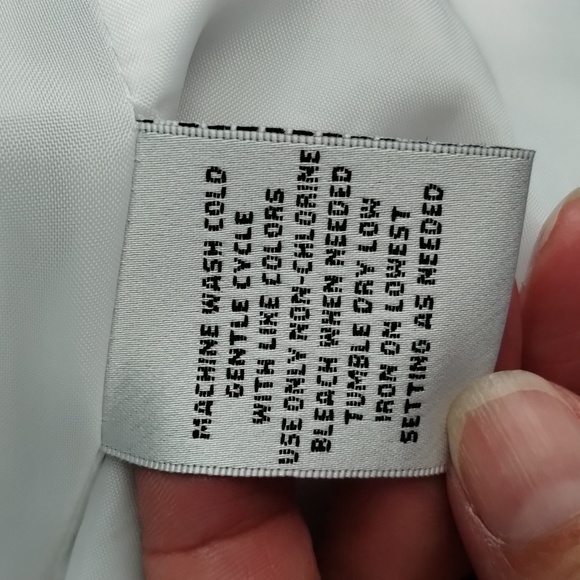 MACHINE WASH COLD
GENTLE CYCLE
WITH LIKE COLORS
USE ONLY NON-CHLORINE
BLEACH WHEN NEEDED
TUMBLE DRY LOW
IRON ON LOWEST
SETTING AS NEEDED